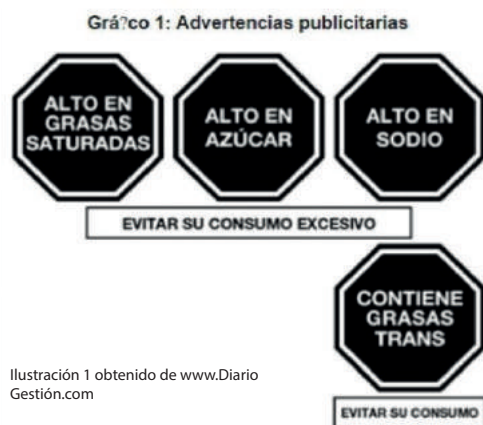 Grá?co 1: Advertencias publicitarias
ALTO EN
GRASAS
SATURADAS
ALTO EN
AZÚCAR
ALTO EN
SODIO
EVITAR SU CONSUMO EXCESIVO
CONTIENE
GRASAS
TRANS
EVITAR SU CONSUMO
Ilustración 1 obtenido de www.Diario
Gestión.com